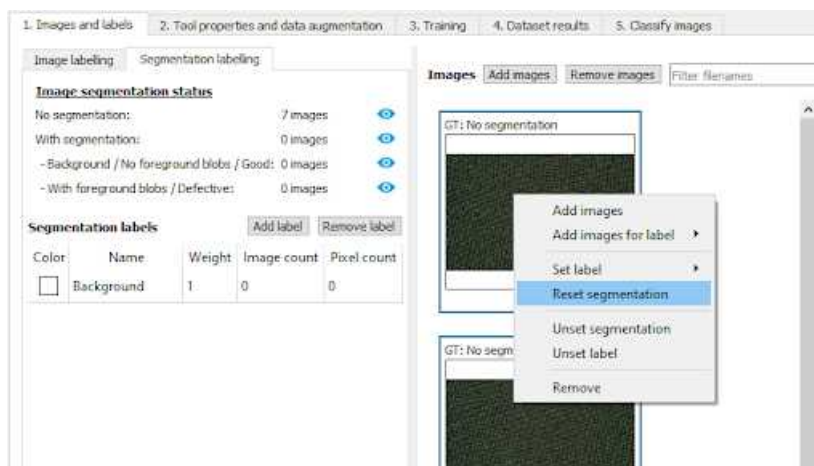 1. Images and labels 2. Tool properties and data augmentation 3. Training 4. Dataset results 5. Classify images
Image labelling Segmentation labelling
Image segmentation status
No segmentation: 7 images
With segmentation: 0 images
- Background / No foreground blobs / Good: 0 images
- With foreground blobs / Defective: 0 images
Segmentation labels Add label Remove label
Color Name Weight Image count Pixel count
Background 1 0 0
Images Add images Remove images Filter filenames
GT: No segmentation
Add images
Add images for label
Set label
Reset segmentation
Unset segmentation
Unset label
Remove
GT: No segm